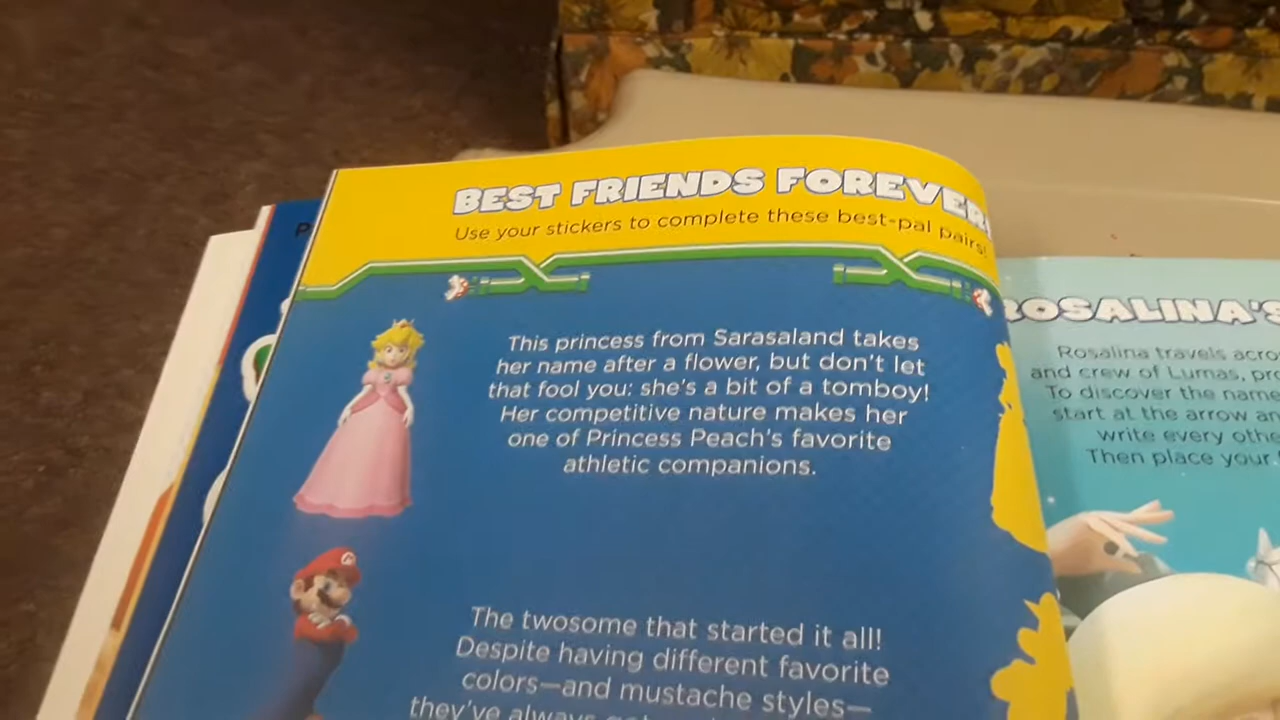 BEST FRIENDS FOREVER!
Use your stickers to complete these best-pal pairs!
This princess from Sarasaland takes
her name after a flower, but don't let
that fool you: she's a bit of a tomboy!
Her competitive nature makes her
one of Princess Peach's favorite
athletic companions.
The twosome that started it all!
Despite having different favorite
colors—and mustache styles—
they've always
ROSALINA'S
Rosalina travels
and crew of Lumas,
To discover the name
start at the arrow
write every
Then place your